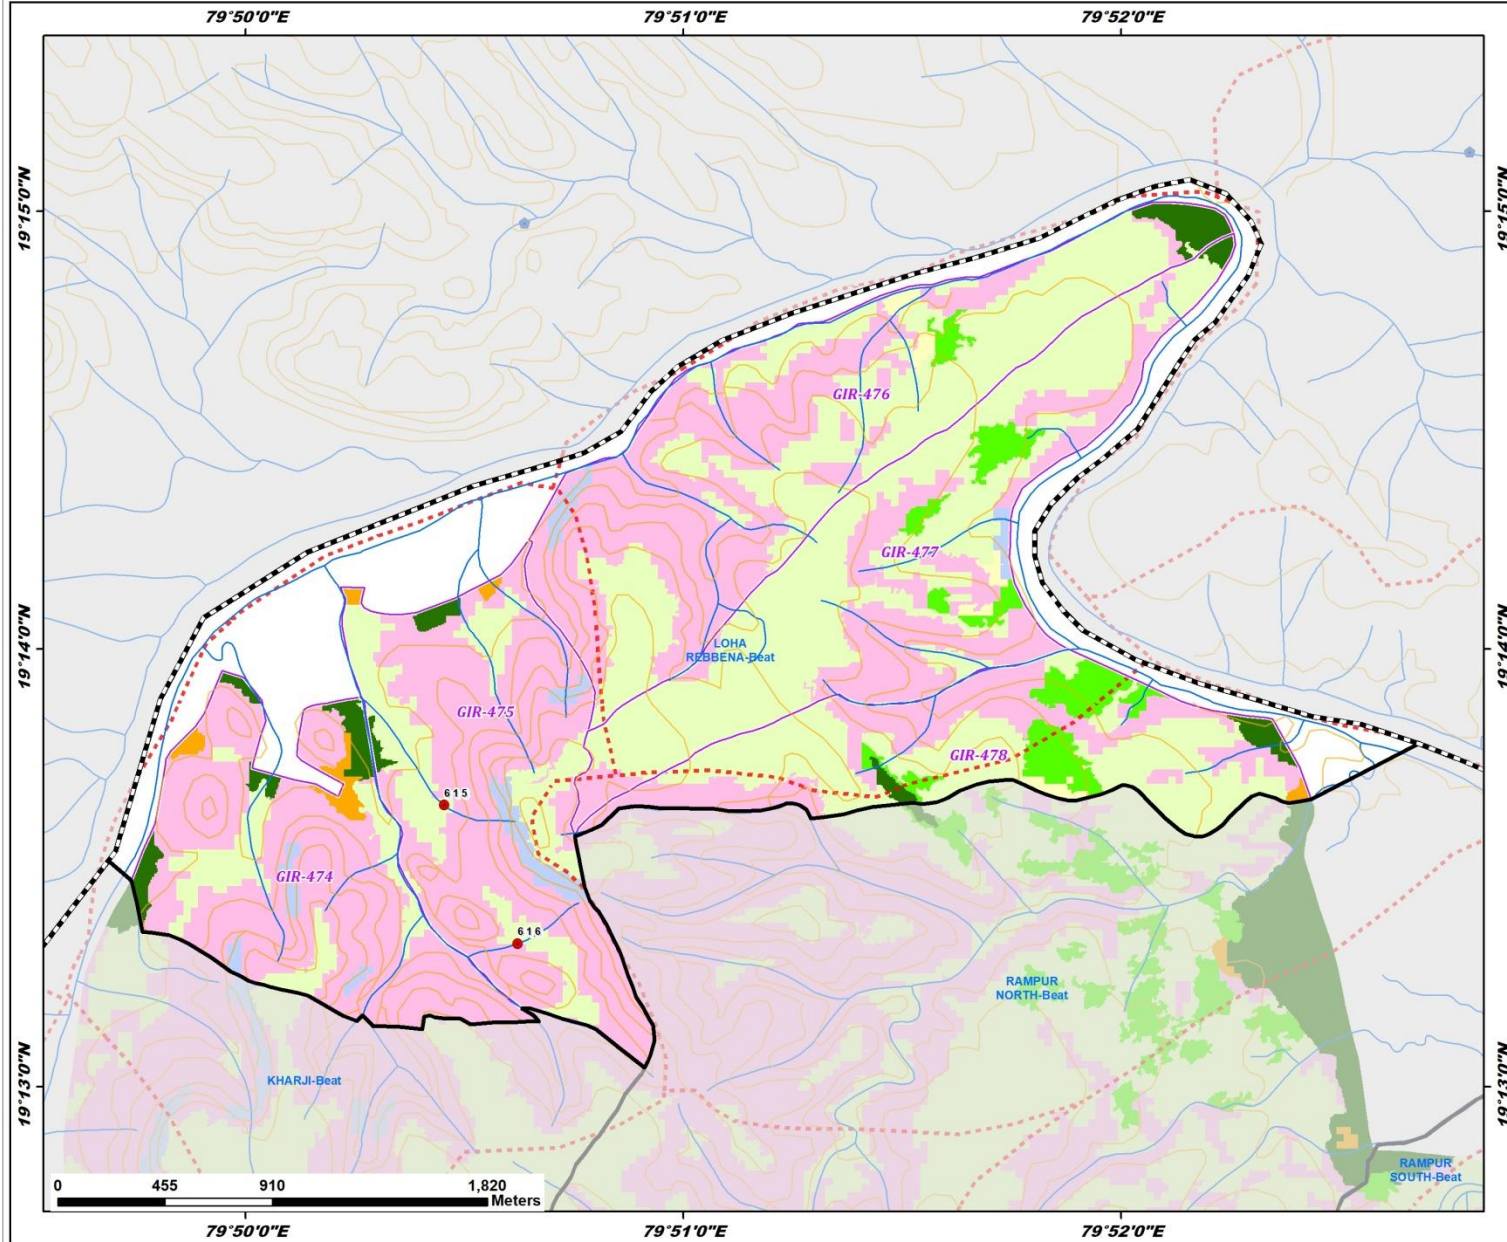 79°50'0"E 79°51'0"E 79°52'0"E
19°15'0"N 19°15'0"N
GIR-476
GIR-477
19°14'0"N 19°14'0"N
LOHA
REBBENA-Beat
GIR-475
GIR-478
615
GIR-474
616
RAMPUR
NORTH-Beat
KHARJI-Beat
19°13'0"N 19°13'0"N
RAMPUR
SOUTH-Beat
0 455 910 1,820
Meters
79°50'0"E 79°51'0"E 79°52'0"E